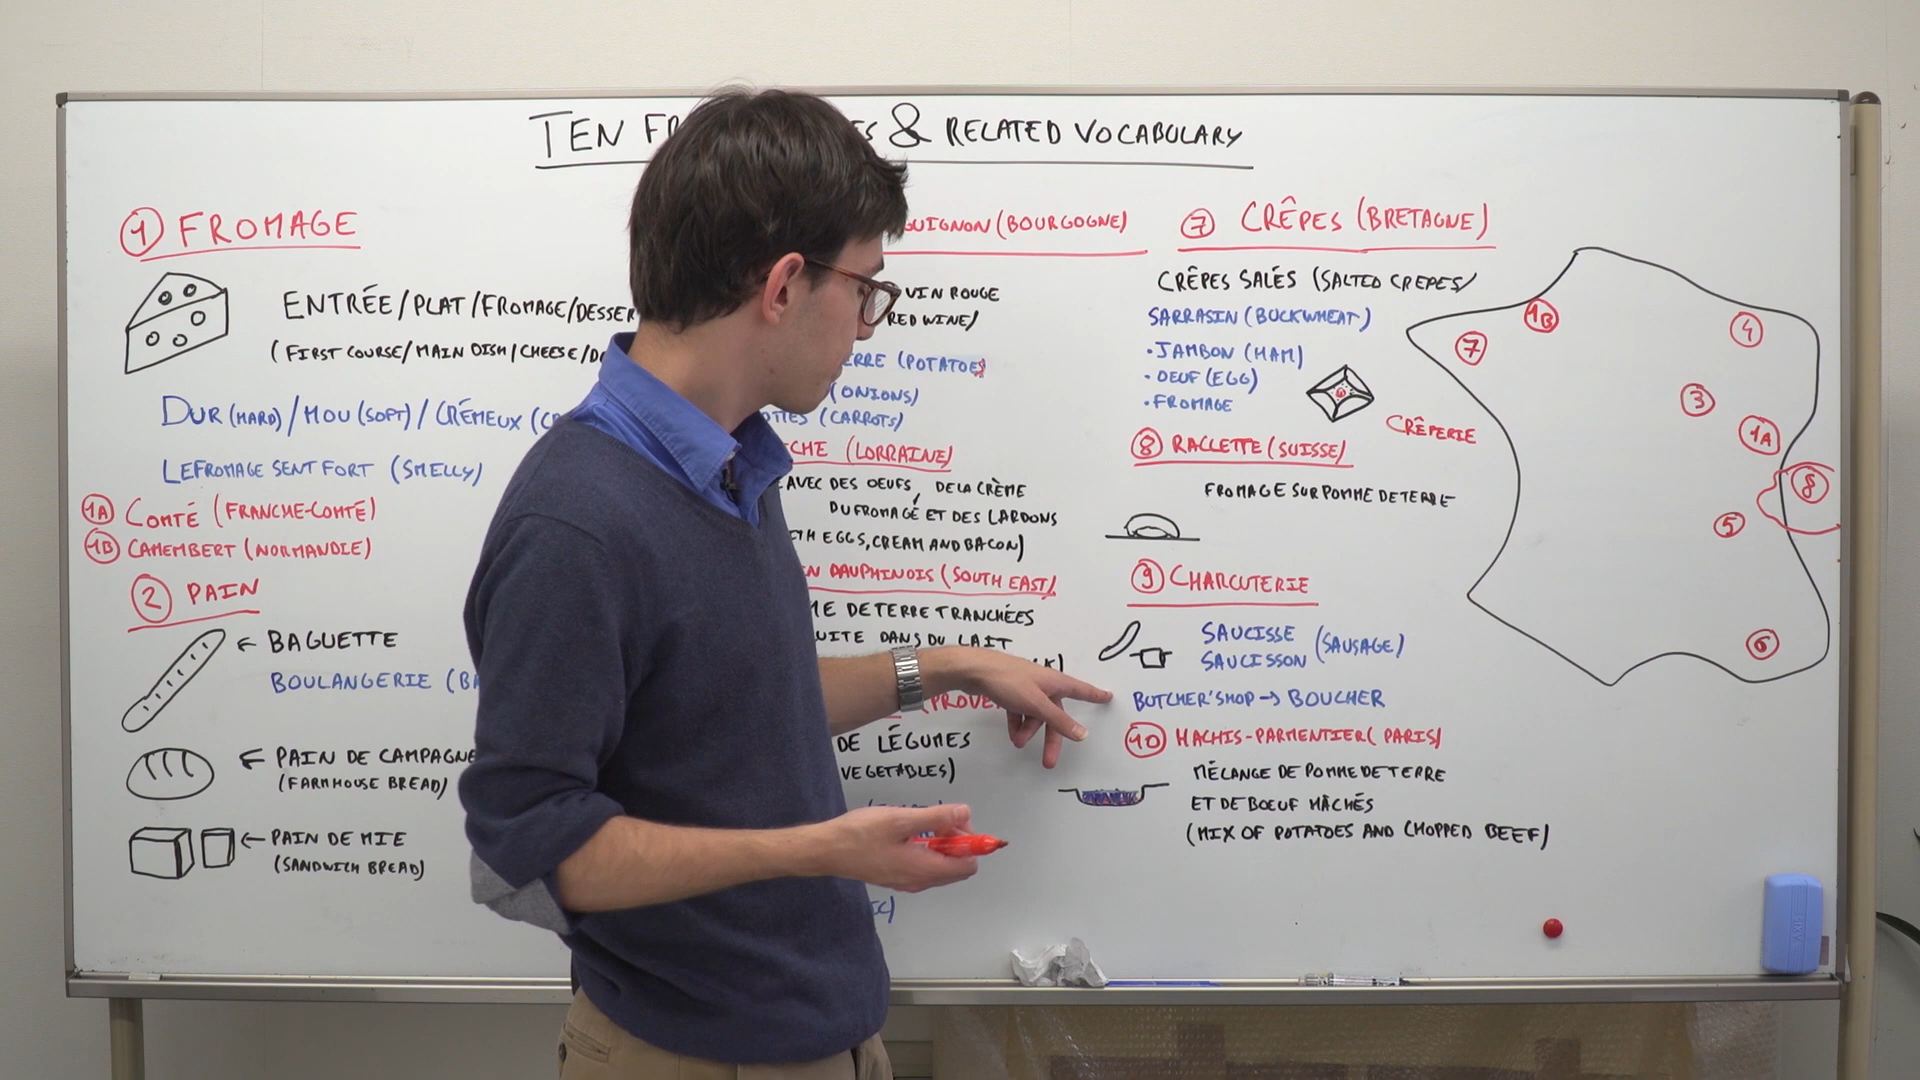 TEN & RELATED VOCABULARY
1 FROMAGE
ENTRÉE/PLAT/FROMAGE/DESSER
(FIRST COURSE/MAIN DISH/CHEESE/
DUR (HARD)/MOU (SOFT)/CRÉMEUX
LE FROMAGE SENT FORT (SMELLY)
1A COMTÉ (FRANCHE-COMTÉ)
1B CAMEMBERT (NORMANDIE)
2 PAIN
← BAGUETTE
BOULANGERIE
← PAIN DE CAMPAGNE
(FARMHOUSE BREAD)
← PAIN DE MIE
(SANDWICH BREAD)
GUIGNON (BOURGOGNE)
VIN ROUGE
RED WINE)
ERRE (POTATOES
(ONIONS)
OTTES (CARROTS)
CHE (LORRAINE)
AVEC DES OEUFS, DE LA CRÈME
DU FROMAGE ET DES LARDONS
TH EGGS, CREAM AND BACON)
N DAUPHINOIS (SOUTH EAST)
ME DE TERRE TRANCHÉES
UITE DANS DU LAIT
(PROVE
DE LÉGUMES
VEGETABLES)
7 CRÊPES (BRETAGNE)
CRÊPES SALÉS (SALTED CREPES)
SARRASIN (BUCKWHEAT)
• JAMBON (HAM)
• OEUF (EGG)
• FROMAGE
CRÊPERIE
8 RACLETTE (SUISSE)
FROMAGE SUR POMME DE TERRE
9 CHARCUTERIE
SAUCISSE (SAUSAGE)
SAUCISSON
BUTCHER'SHOP → BOUCHER
10 HACHIS-PARMENTIER (PARIS)
MÉLANGE DE POMME DE TERRE
ET DE BOEUF HÂCHÉS
(MIX OF POTATOES AND CHOPPED BEEF)
1B
4
7
3
1A
8
5
6